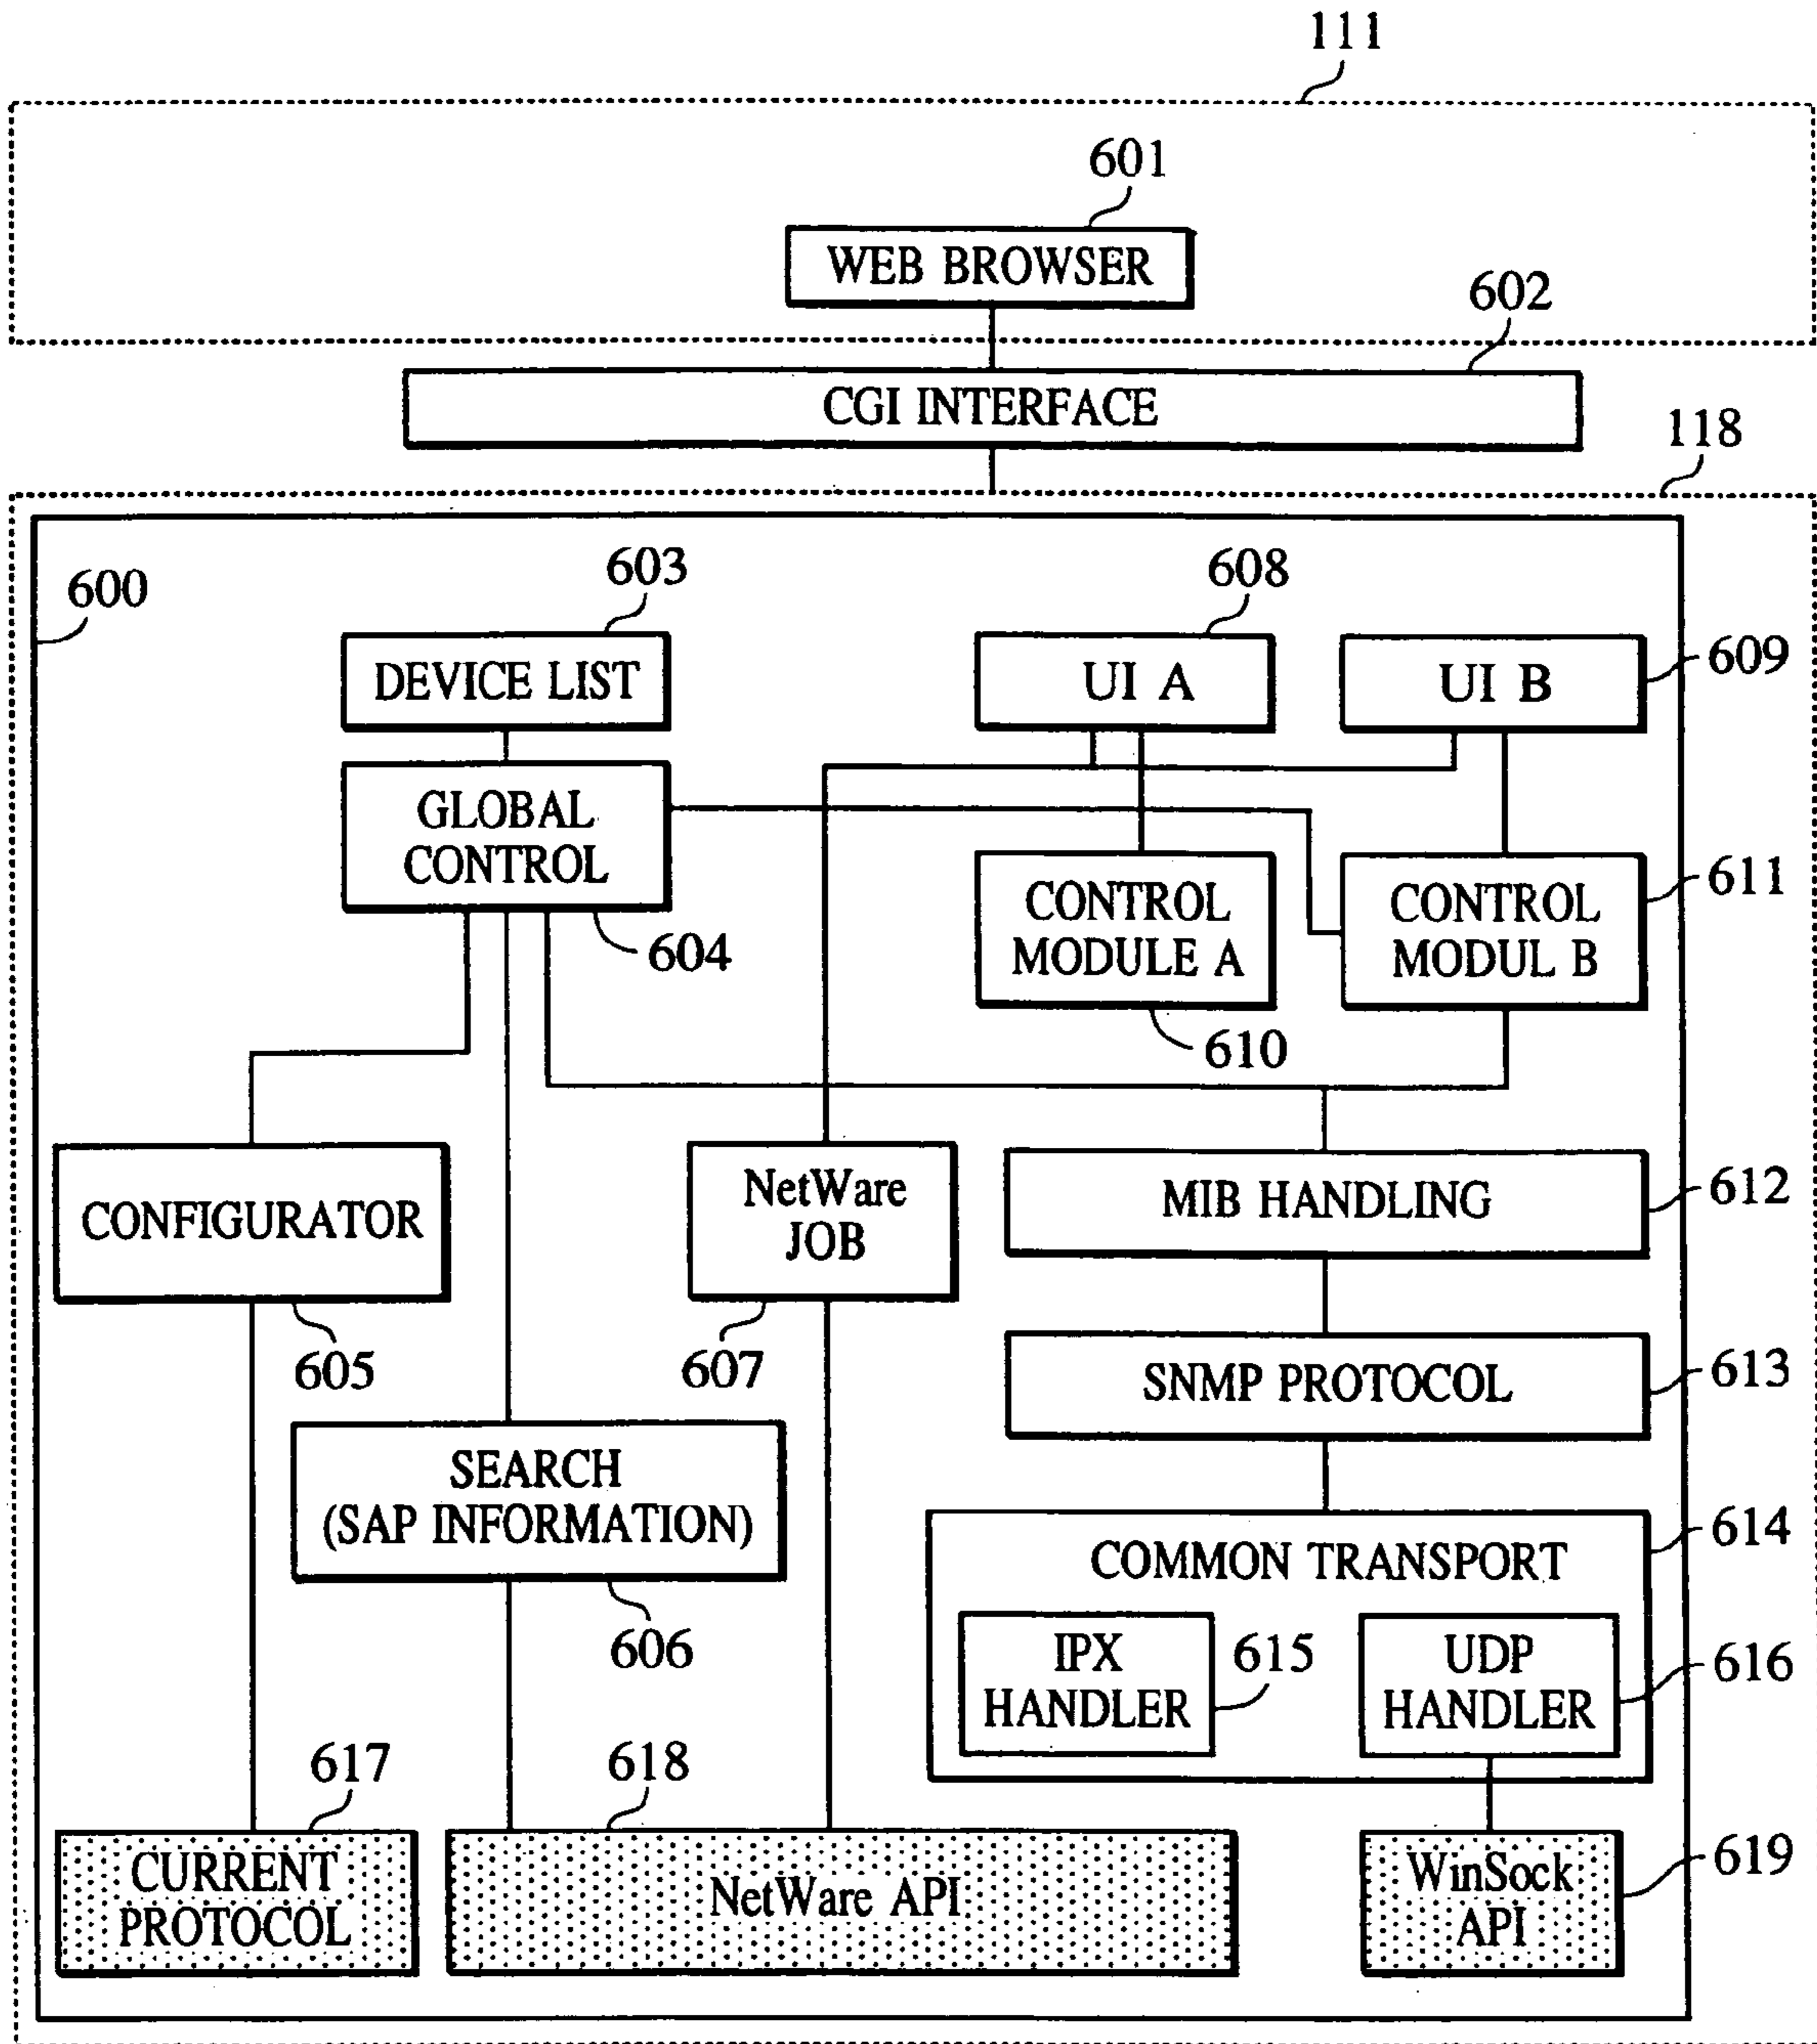 111
601
WEB BROWSER
602
CGI INTERFACE
118
600
603
608
DEVICE LIST
UI A
UI B
609
GLOBAL
CONTROL
604
CONTROL
MODULE A
610
CONTROL
MODUL B
611
CONFIGURATOR
605
NetWare
JOB
607
MIB HANDLING
612
SNMP PROTOCOL
613
SEARCH
(SAP INFORMATION)
606
COMMON TRANSPORT
614
IPX
HANDLER
615
UDP
HANDLER
616
617
CURRENT
PROTOCOL
618
NetWare API
WinSock
API
619